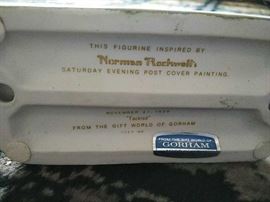 THIS FIGURINE INSPIRED BY
Norman Rockwell's
SATURDAY EVENING POST COVER PAINTING.
NOVEMBER
"Tackled"
FROM THE GIFT WORLD OF GORHAM
FROM THE GIFT WORLD OF
GORHAM